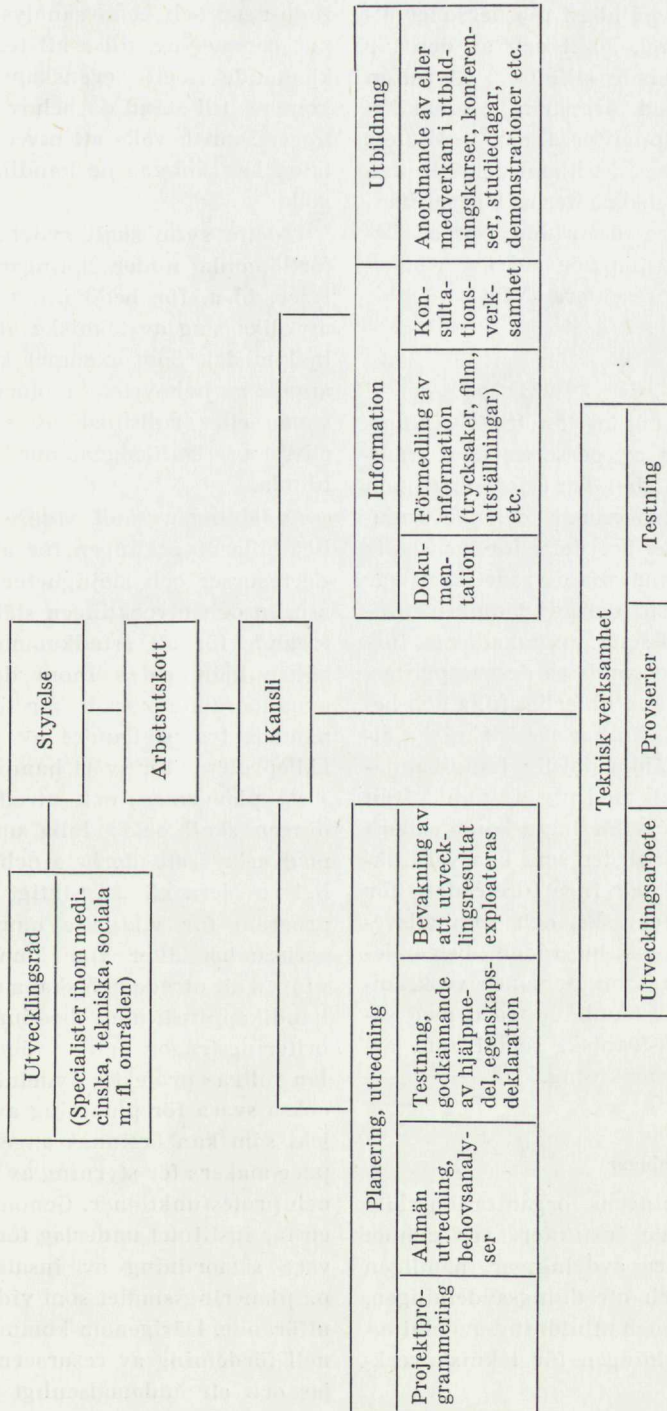 Styrelse
Utvecklingsråd
(Specialister inom medi-
cinska, tekniska, sociala
m fl områden)
Arbetsutskott
Kansli
Planering, utredning
Projektpro-
grammering
Allmän
utredning,
behovsanaly-
ser
Testning,
godkännande
av hjälpme-
del, egenskaps-
deklaration
Bevakning av
att utveck-
lingsresultat
exploateras
Information
Utbildning
Doku-
men-
tation
Förmedling av
information
(trycksaker, film,
utställningar)
etc.
Kon-
sulta-
tions-
verk-
samhet
Anordnande av eller
medverkan i utbild-
ningskurser, konferen-
ser, studiedagar,
demonstrationer etc.
Teknisk verksamhet
Utvecklingsarbete
Provserier
Testning